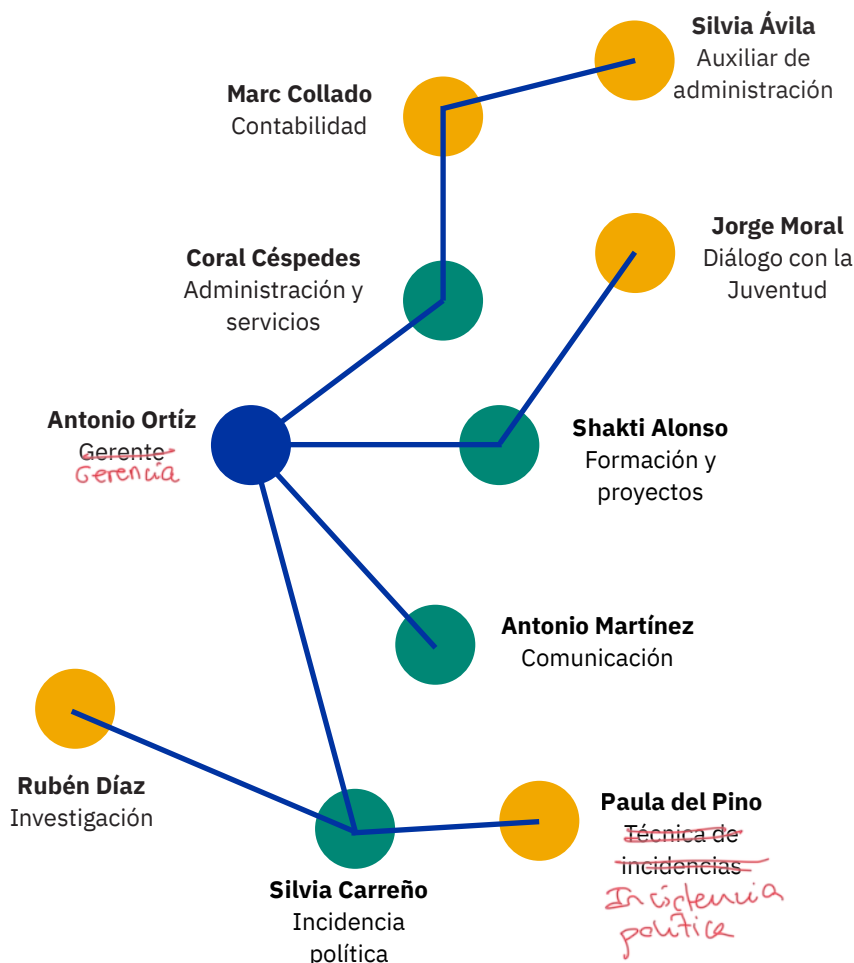 Silvia Ávila
Auxiliar de
administración
Marc Collado
Contabilidad
Jorge Moral
Diálogo con la
Juventud
Coral Céspedes
Administración y
servicios
Antonio Ortíz
Gerente
Gerencia
Shakti Alonso
Formación y
proyectos
Antonio Martínez
Comunicación
Rubén Díaz
Investigación
Paula del Pino
Técnica de
incidencias
Incistencia
política
Silvia Carreño
Incidencia
política